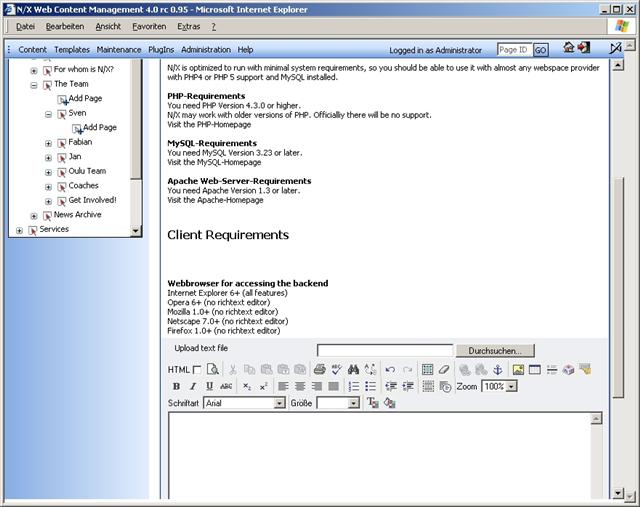 N/X Web Content Management 4.0 rc 0.95 - Microsoft Internet Explorer
Datei Bearbeiten Ansicht Favoriten Extras ?
Content Templates Maintenance PlugIns Administration Help Logged in as Administrator Page ID GO
For whom is N/X?
The Team
Add Page
Sven
Add Page
Fabian
Jan
Oulu Team
Coaches
Get Involved!
News Archive
Services
N/X is optimized to run with minimal system requirements, so you should be able to use it with almost any webspace provider
with PHP4 or PHP 5 support and MySQL installed.
PHP-Requirements
You need PHP Version 4.3.0 or higher.
N/X may work with older versions of PHP. Officiallly there will be no support.
Visit the PHP-Homepage
MySQL-Requirements
You need MySQL Version 3.23 or later.
Visit the MySQL-Homepage
Apache Web-Server-Requirements
You need Apache Version 1.3 or later.
Visit the Apache-Homepage
Client Requirements
Webbrowser for accessing the backend
Internet Explorer 6+ (all features)
Opera 6+ (no richtext editor)
Mozilla 1.0+ (no richtext editor)
Netscape 7.0+ (no richtext editor)
Firefox 1.0+ (no richtext editor)
Upload text file Durchsuchen...
HTML
B I U ABC x₂ x² Zoom 100%
Schriftart Arial Größe